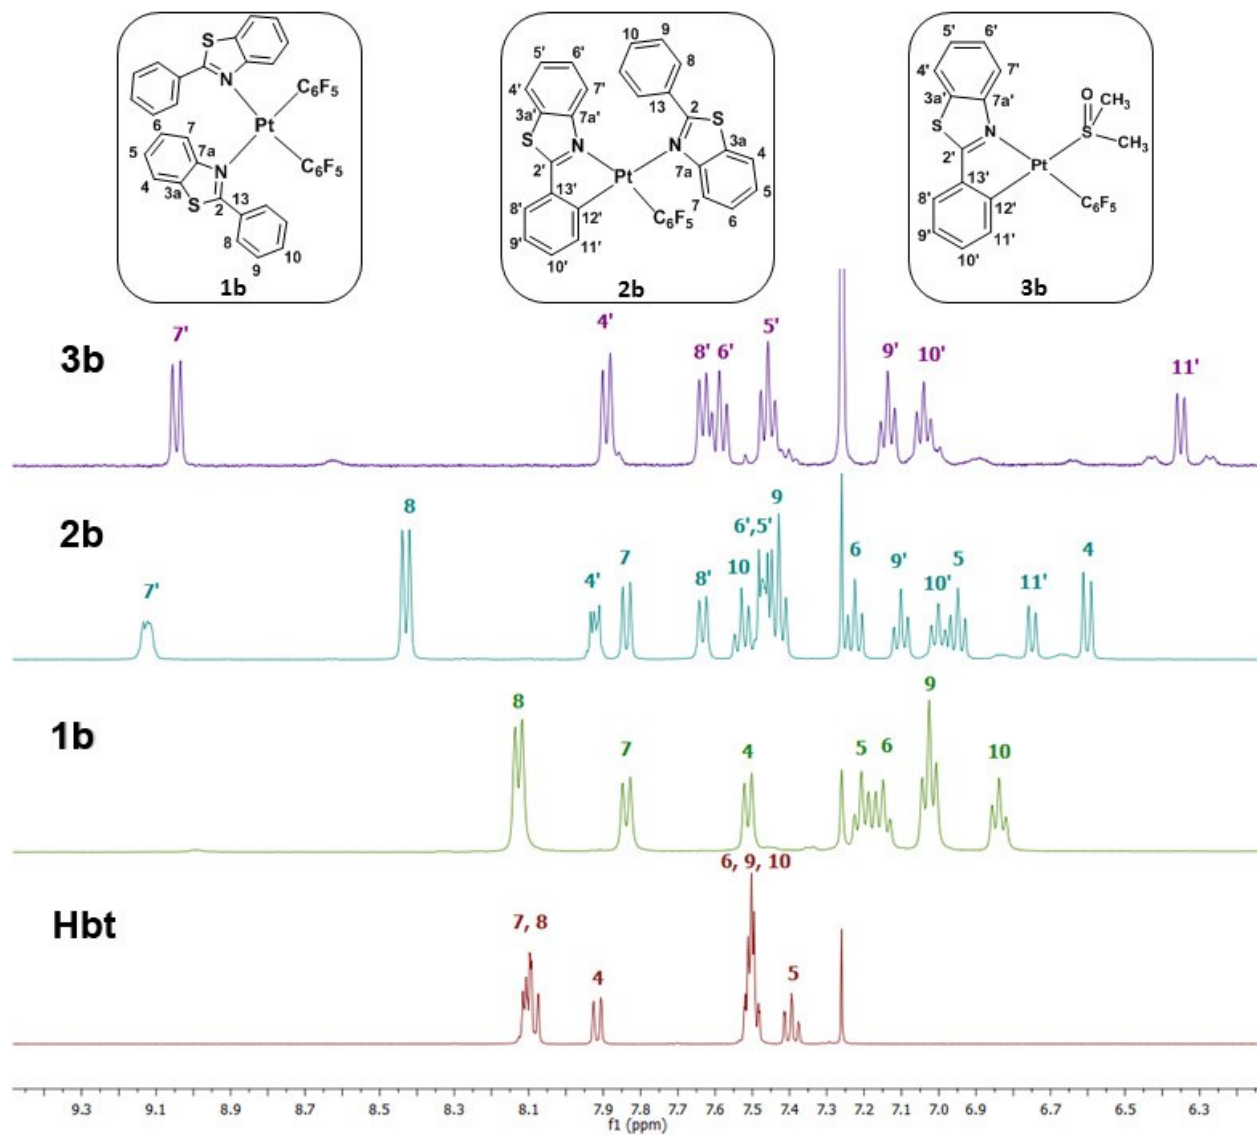 S
N
C₆F₅
Pt
C₆F₅
N
S
6
7
5
7a
4
3a
2
13
8
9
10
1b
5'
6'
4'
7'
3a'
7a'
S
N
2'
13'
8'
12'
9'
11'
10'
Pt
C₆F₅
10
9
8
13
2
S
N
3a
4
7a
5
7
6
2b
5'
6'
4'
7'
3a'
7a'
S
N
2'
13'
8'
12'
9'
11'
10'
Pt
O
S
CH₃
CH₃
C₆F₅
3b
3b
7'
4'
8'
6'
5'
9'
10'
11'
2b
7'
8
4'
7
8'
10
6',5'
9
6
9'
10'
5
11'
4
1b
8
7
4
5
6
9
10
Hbt
7, 8
4
6, 9, 10
5
9.3 9.1 8.9 8.7 8.5 8.3 8.1 7.9 7.8 7.7 7.6 7.5 7.4 7.3 7.2 7.1 7.0 6.9 6.7 6.5 6.3
f1 (ppm)